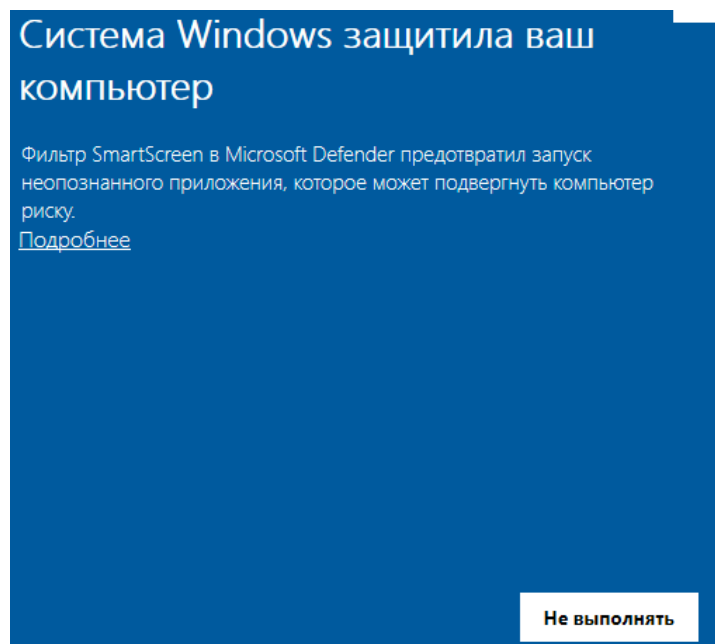 Система Windows защитила ваш
компьютер
Фильтр SmartScreen в Microsoft Defender предотвратил запуск
неопознанного приложения, которое может подвергнуть компьютер
риску.
Подробнее
Не выполнять